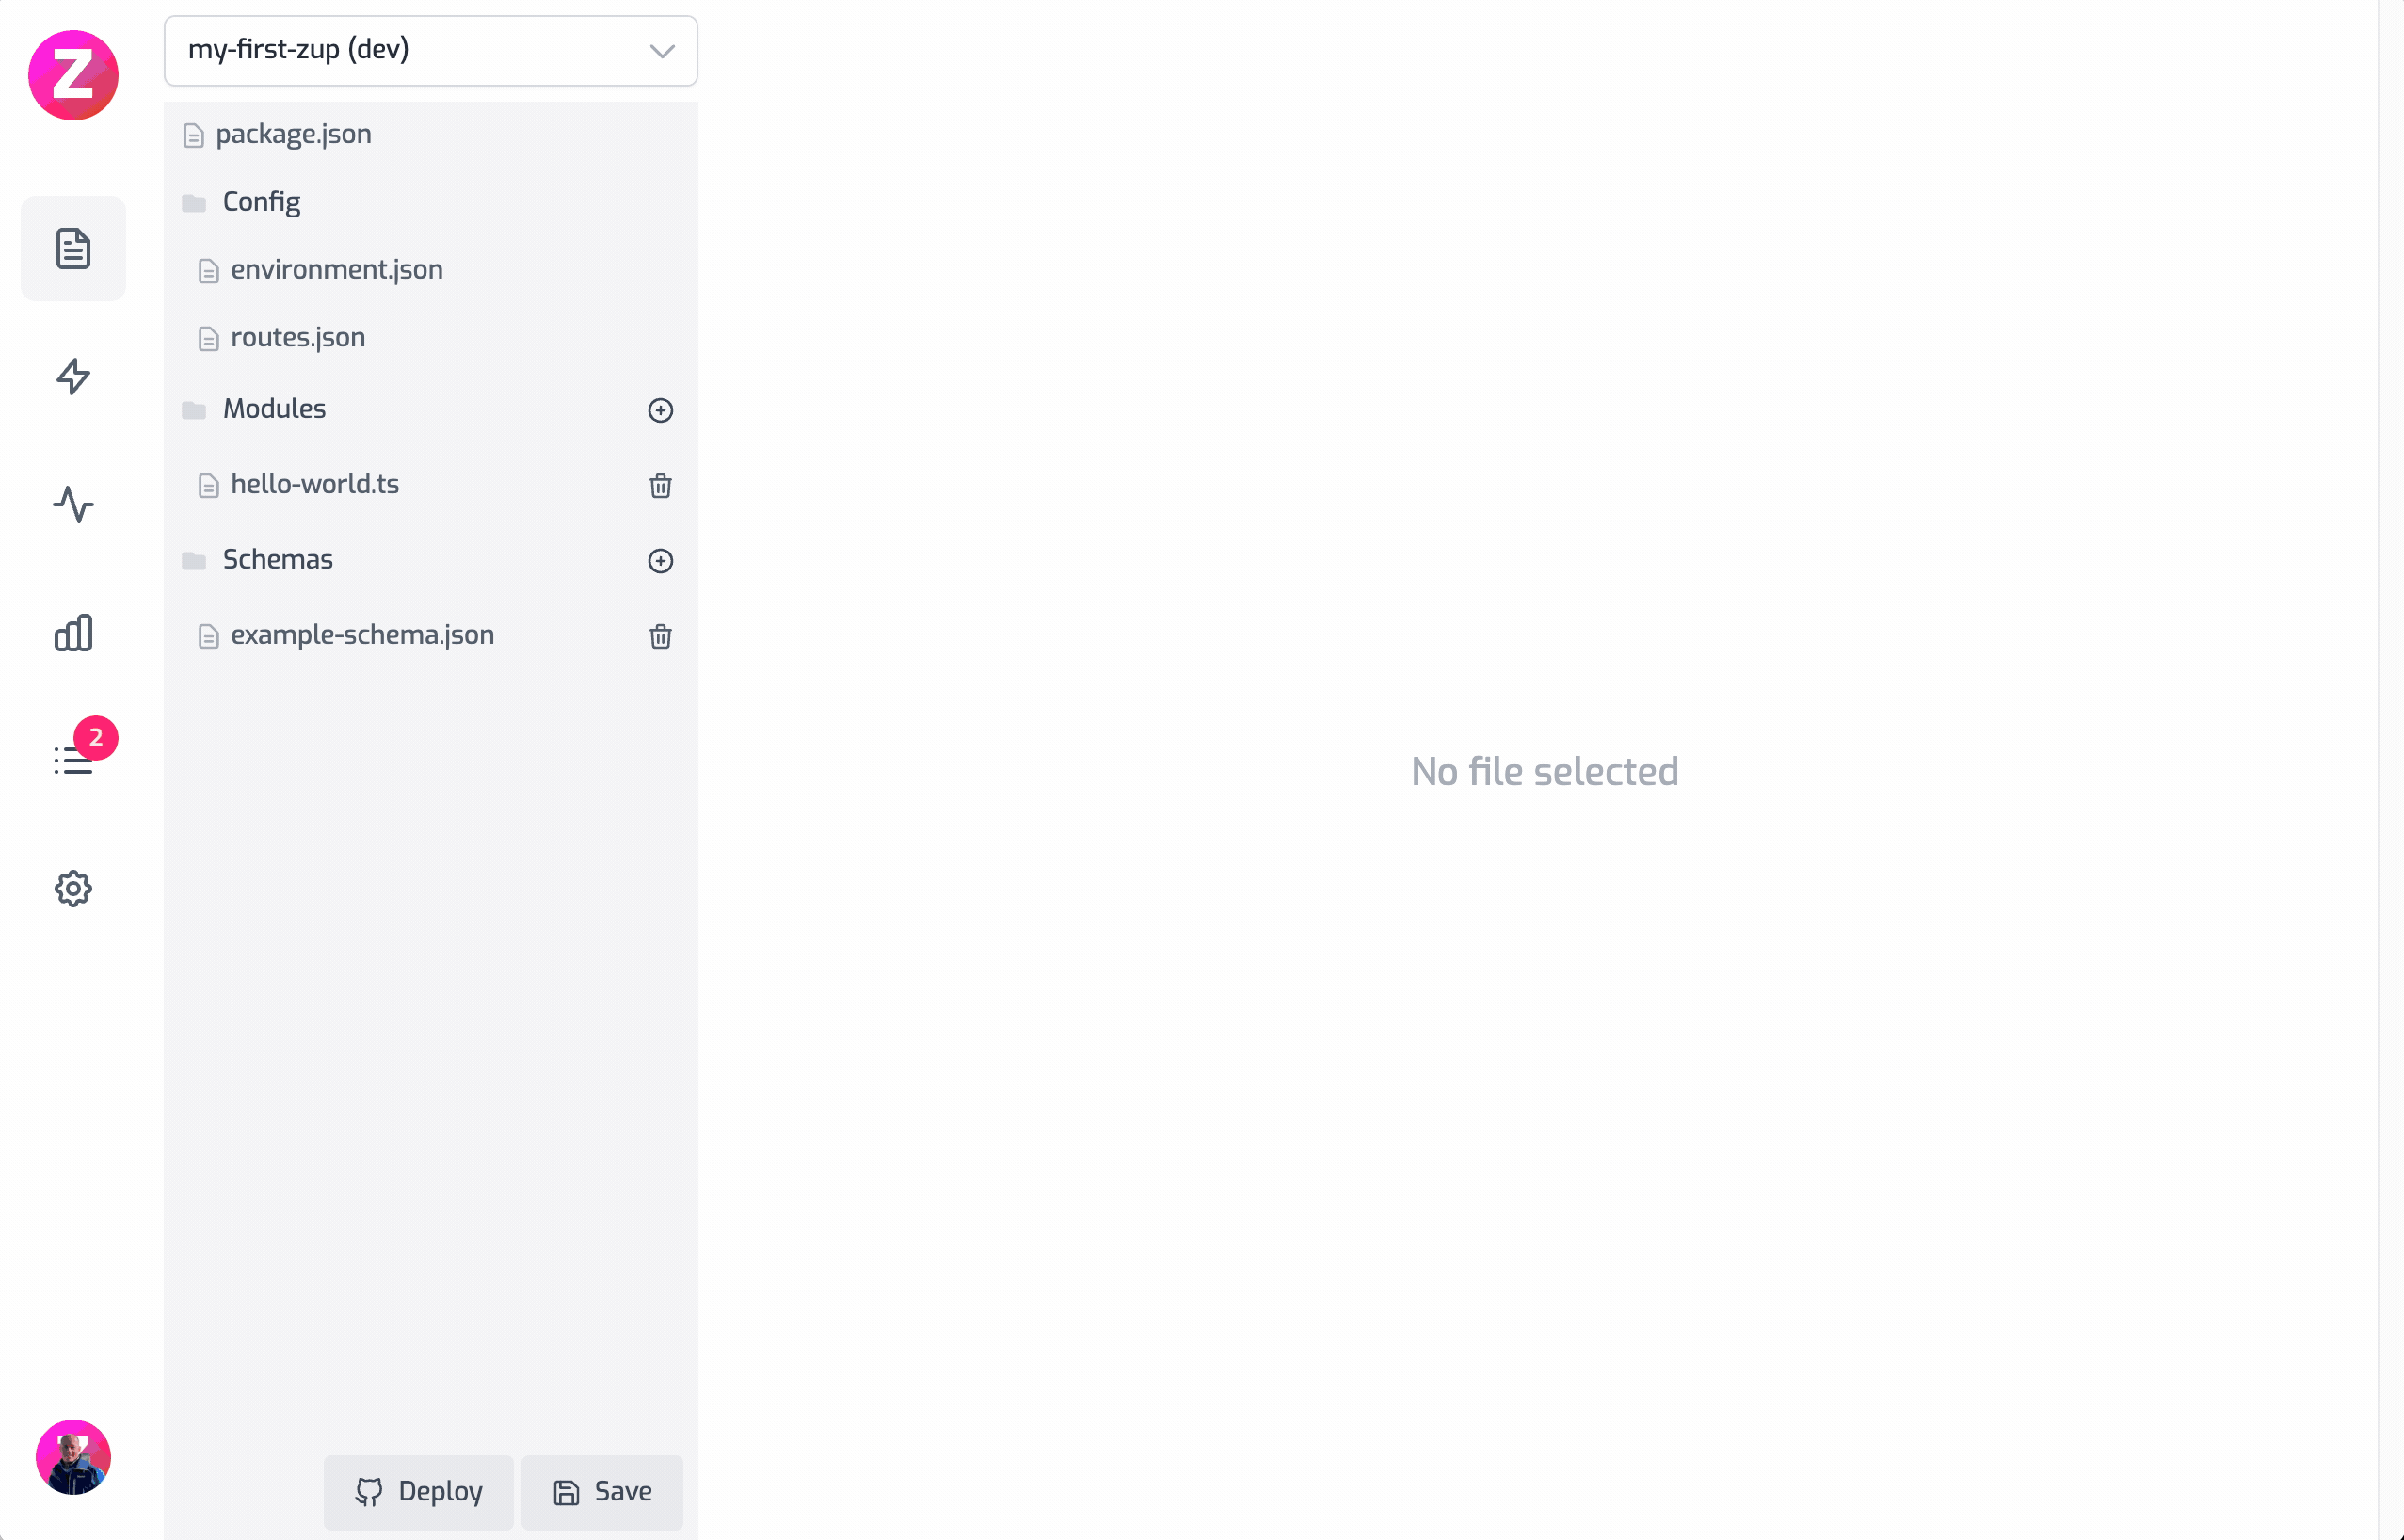 Z
my-first-zup (dev)
package.json
Config
environment.json
routes.json
Modules
hello-world.ts
Schemas
example-schema.json
2
No file selected
Deploy
Save